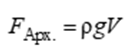 F_Арх. = ρgV